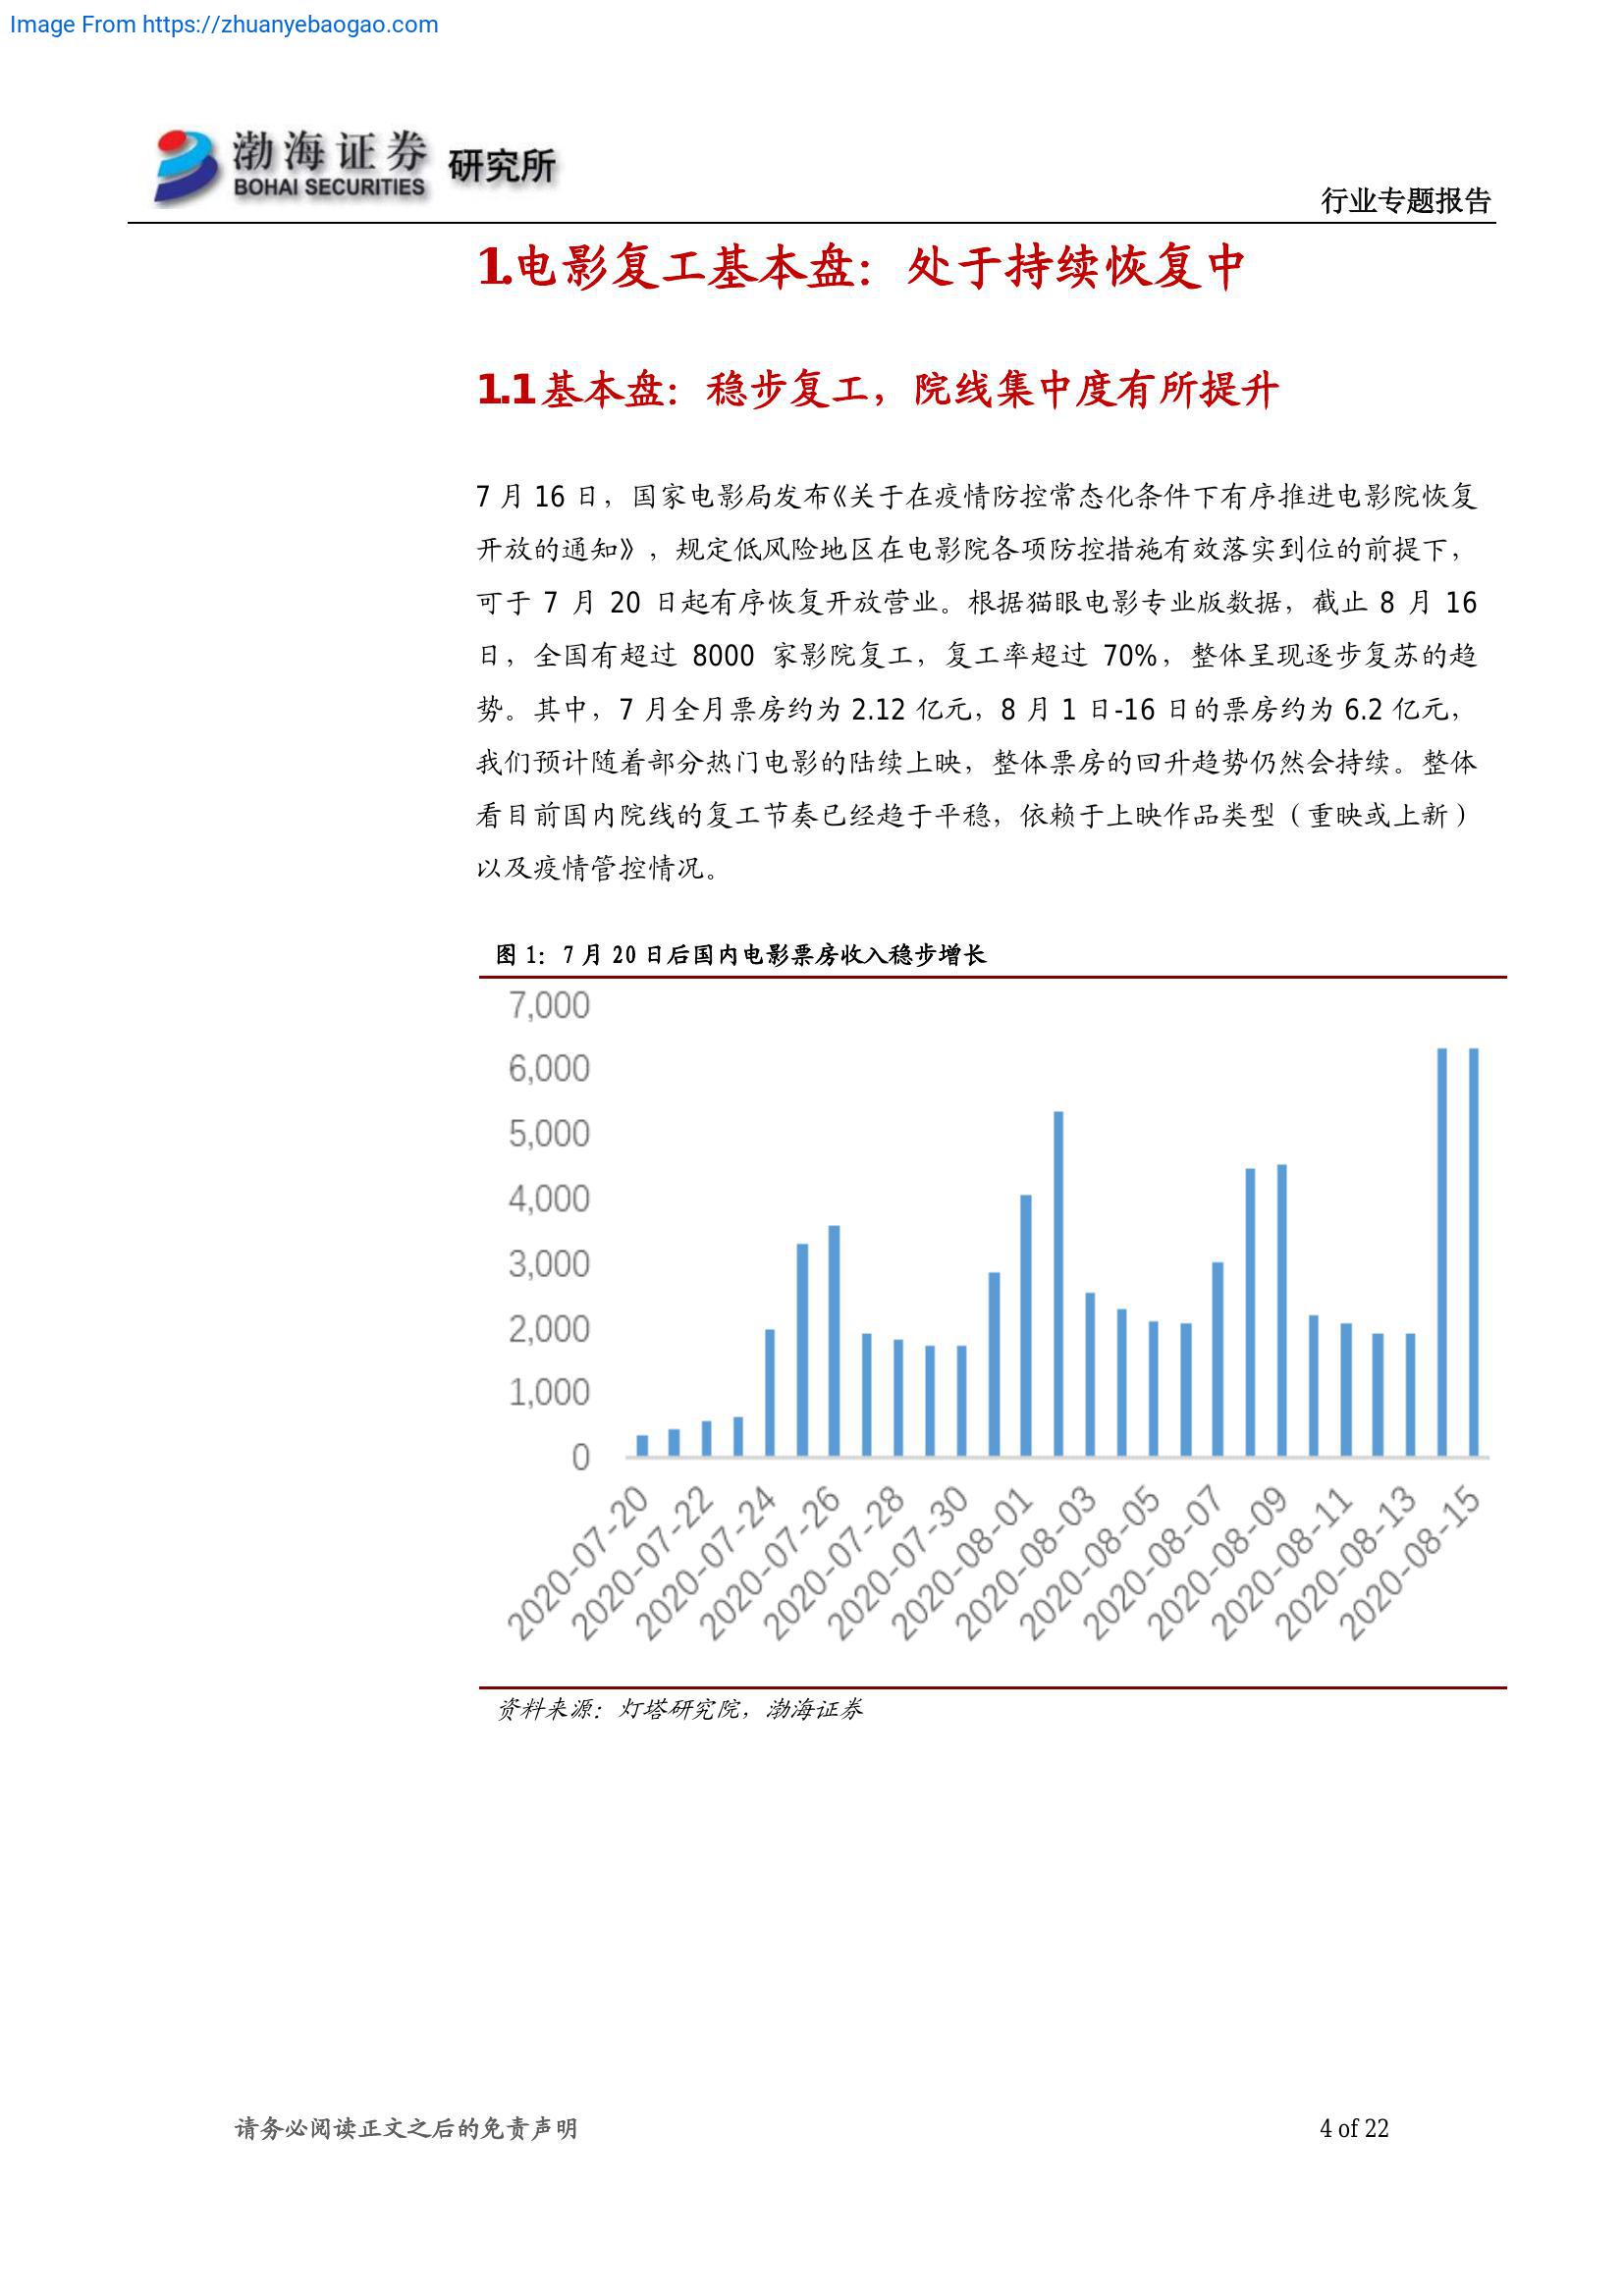 Image From https://zhuanyebaogao.com
渤海证券 研究所
BOHAI SECURITIES
行业专题报告
1.电影复工基本盘：处于持续恢复中
1.1 基本盘：稳步复工，院线集中度有所提升
7 月 16 日，国家电影局发布《关于在疫情防控常态化条件下有序推进电影院恢复
开放的通知》，规定低风险地区在电影院各项防控措施有效落实到位的前提下，
可于 7 月 20 日起有序恢复开放营业。根据猫眼电影专业版数据，截止 8 月 16
日，全国有超过 8000 家影院复工，复工率超过 70%，整体呈现逐步复苏的趋
势。其中，7 月全月票房约为 2.12 亿元，8 月 1 日-16 日的票房约为 6.2 亿元，
我们预计随着部分热门电影的陆续上映，整体票房的回升趋势仍然会持续。整体
看目前国内院线的复工节奏已经趋于平稳，依赖于上映作品类型（重映或上新）
以及疫情管控情况。
图 1：7 月 20 日后国内电影票房收入稳步增长
7,000
6,000
5,000
4,000
3,000
2,000
1,000
0
2020-07-20
2020-07-22
2020-07-24
2020-07-26
2020-07-28
2020-07-30
2020-08-01
2020-08-03
2020-08-05
2020-08-07
2020-08-09
2020-08-11
2020-08-13
2020-08-15
资料来源：灯塔研究院，渤海证券
请务必阅读正文之后的免责声明
4 of 22